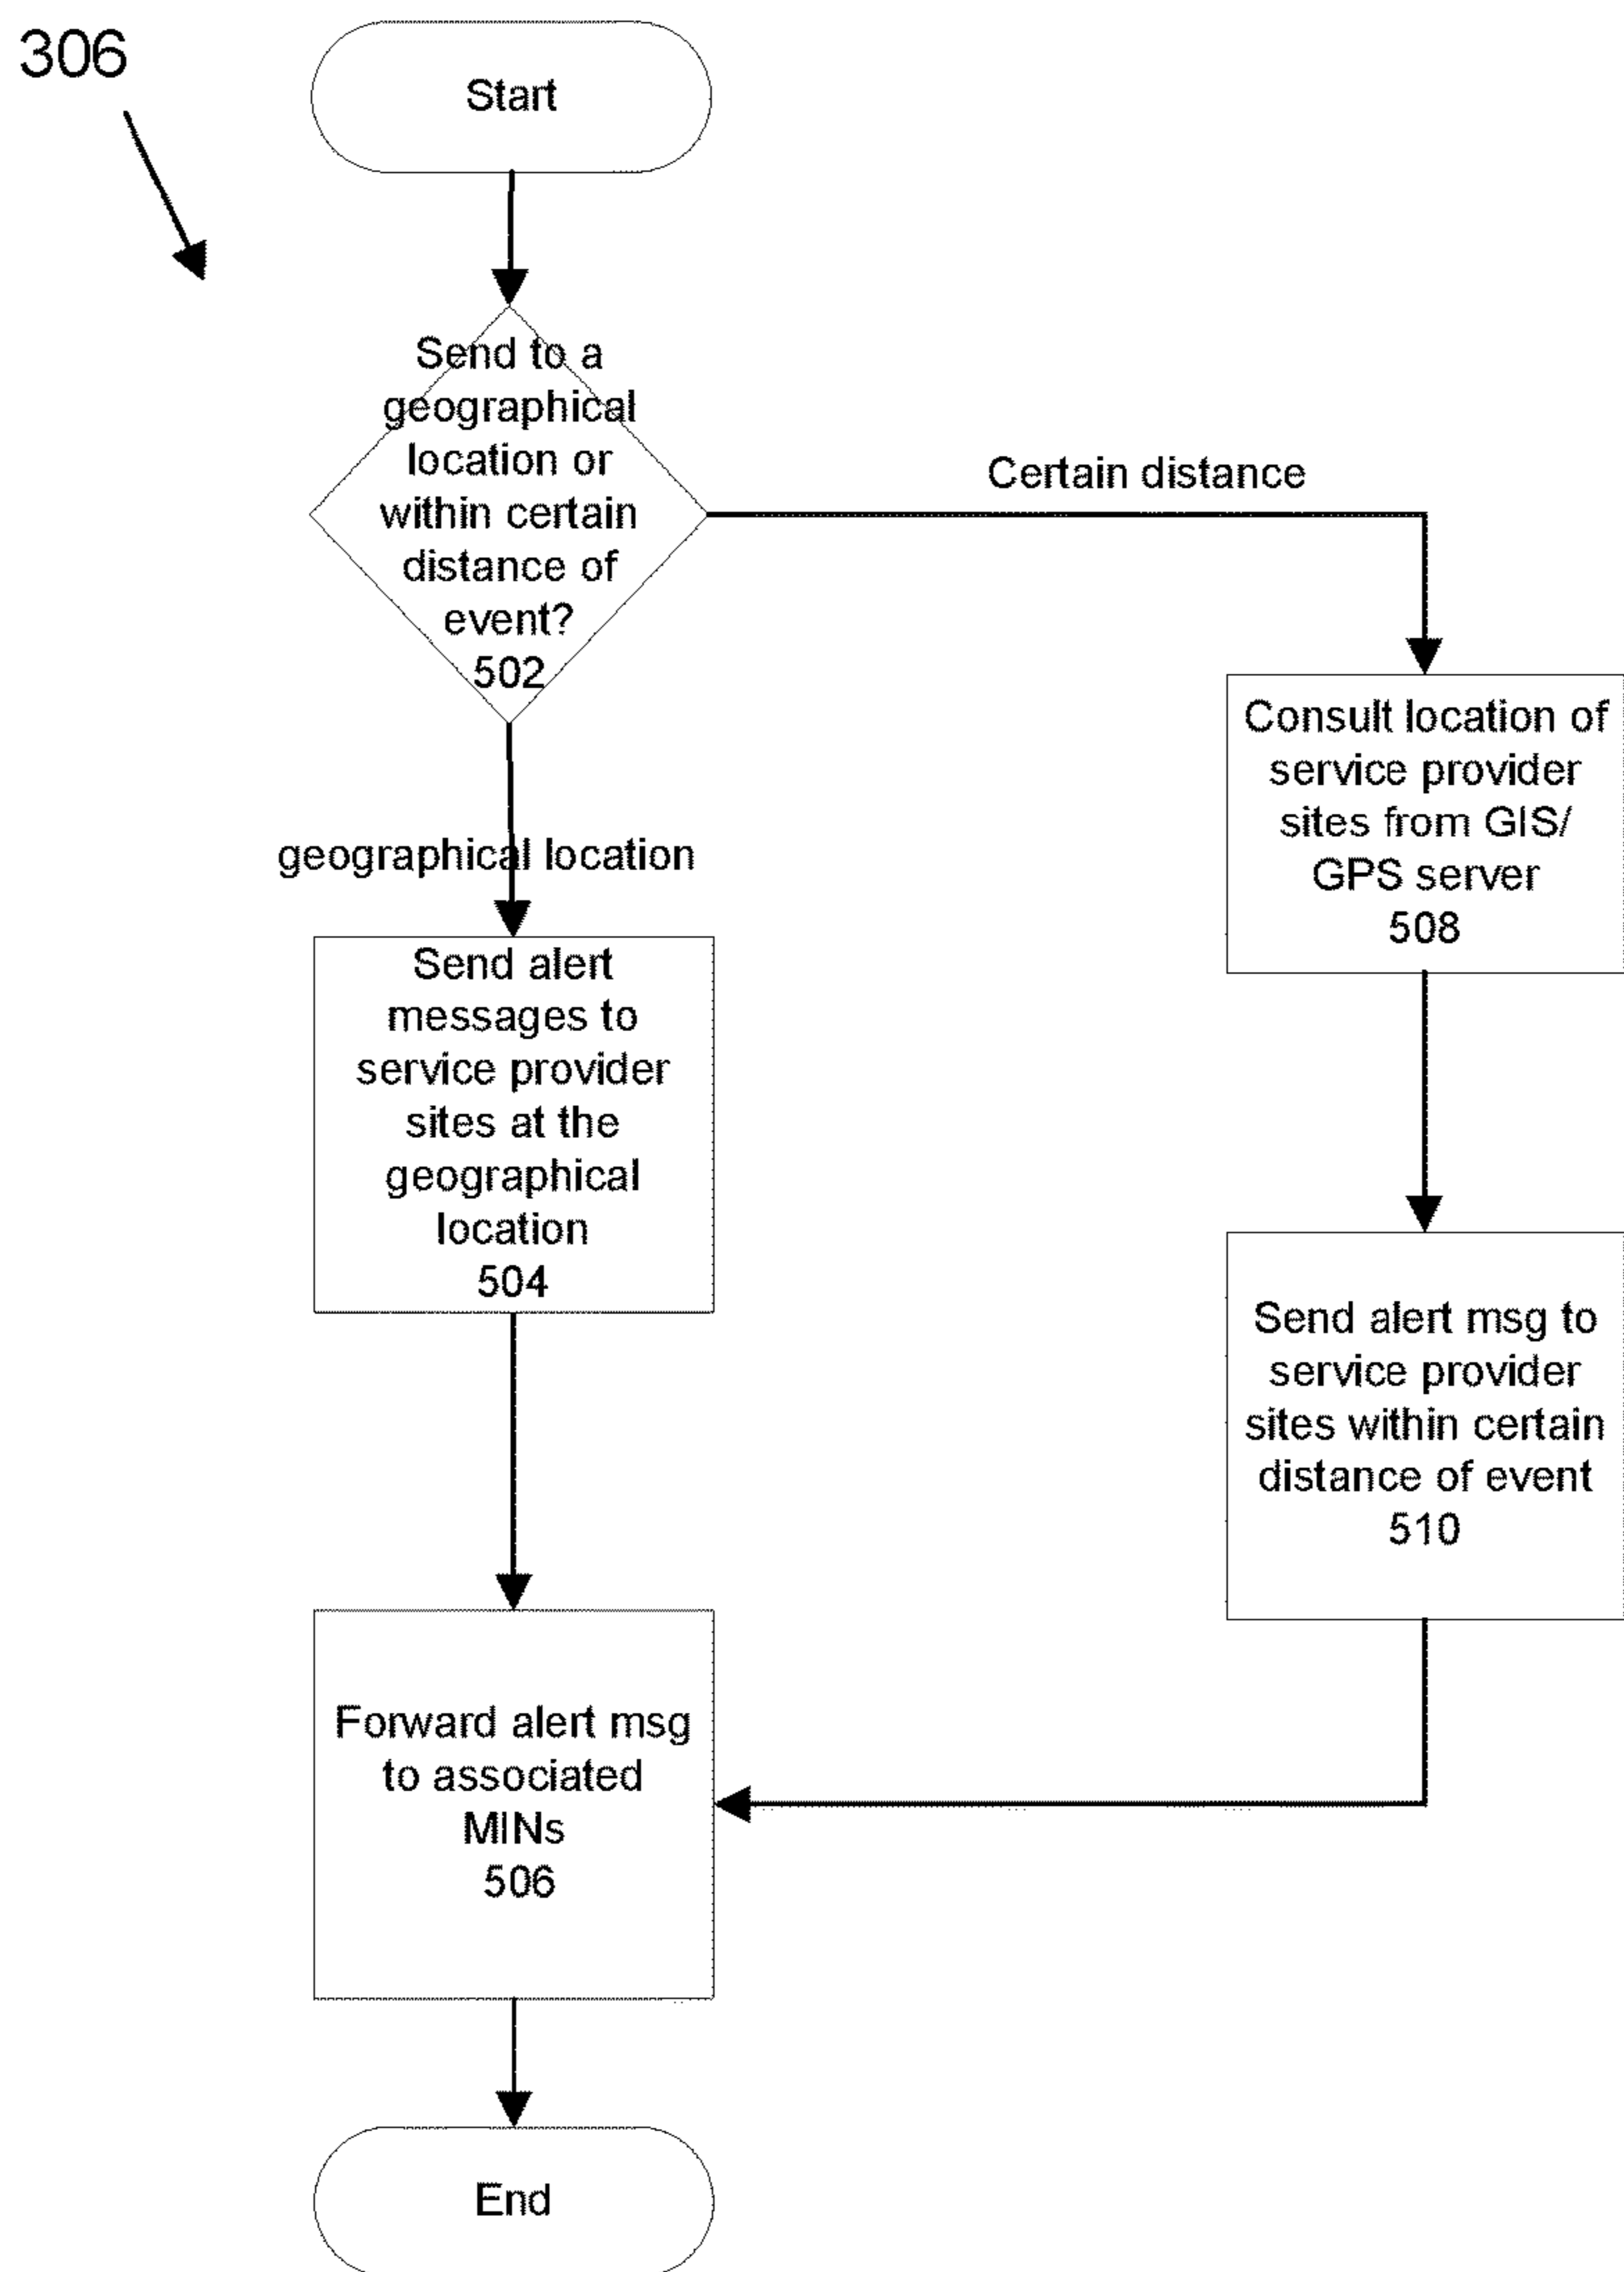 306
Start
Send to a
geographical
location or
within certain
distance of
event?
502
Certain distance
geographical location
Consult location of
service provider
sites from GIS/
GPS server
508
Send alert
messages to
service provider
sites at the
geographical
location
504
Send alert msg to
service provider
sites within certain
distance of event
510
Forward alert msg
to associated
MINs
506
End